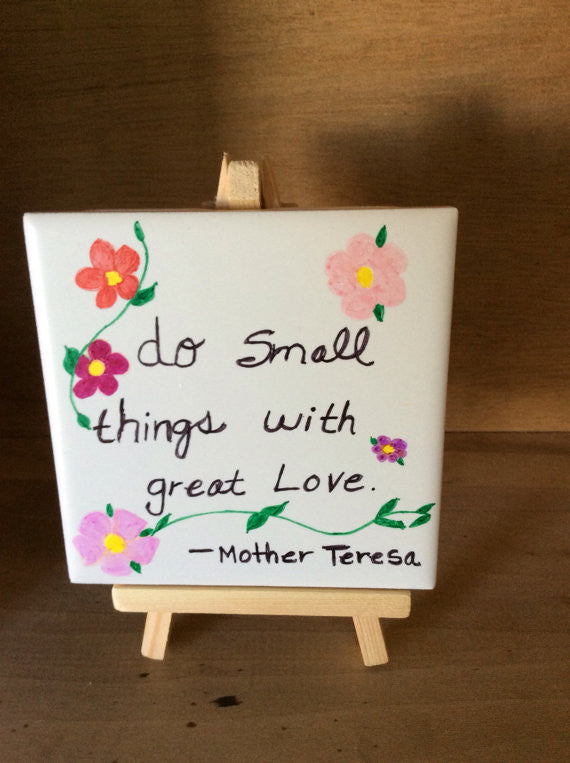 do small
things with
great Love.
—Mother Teresa